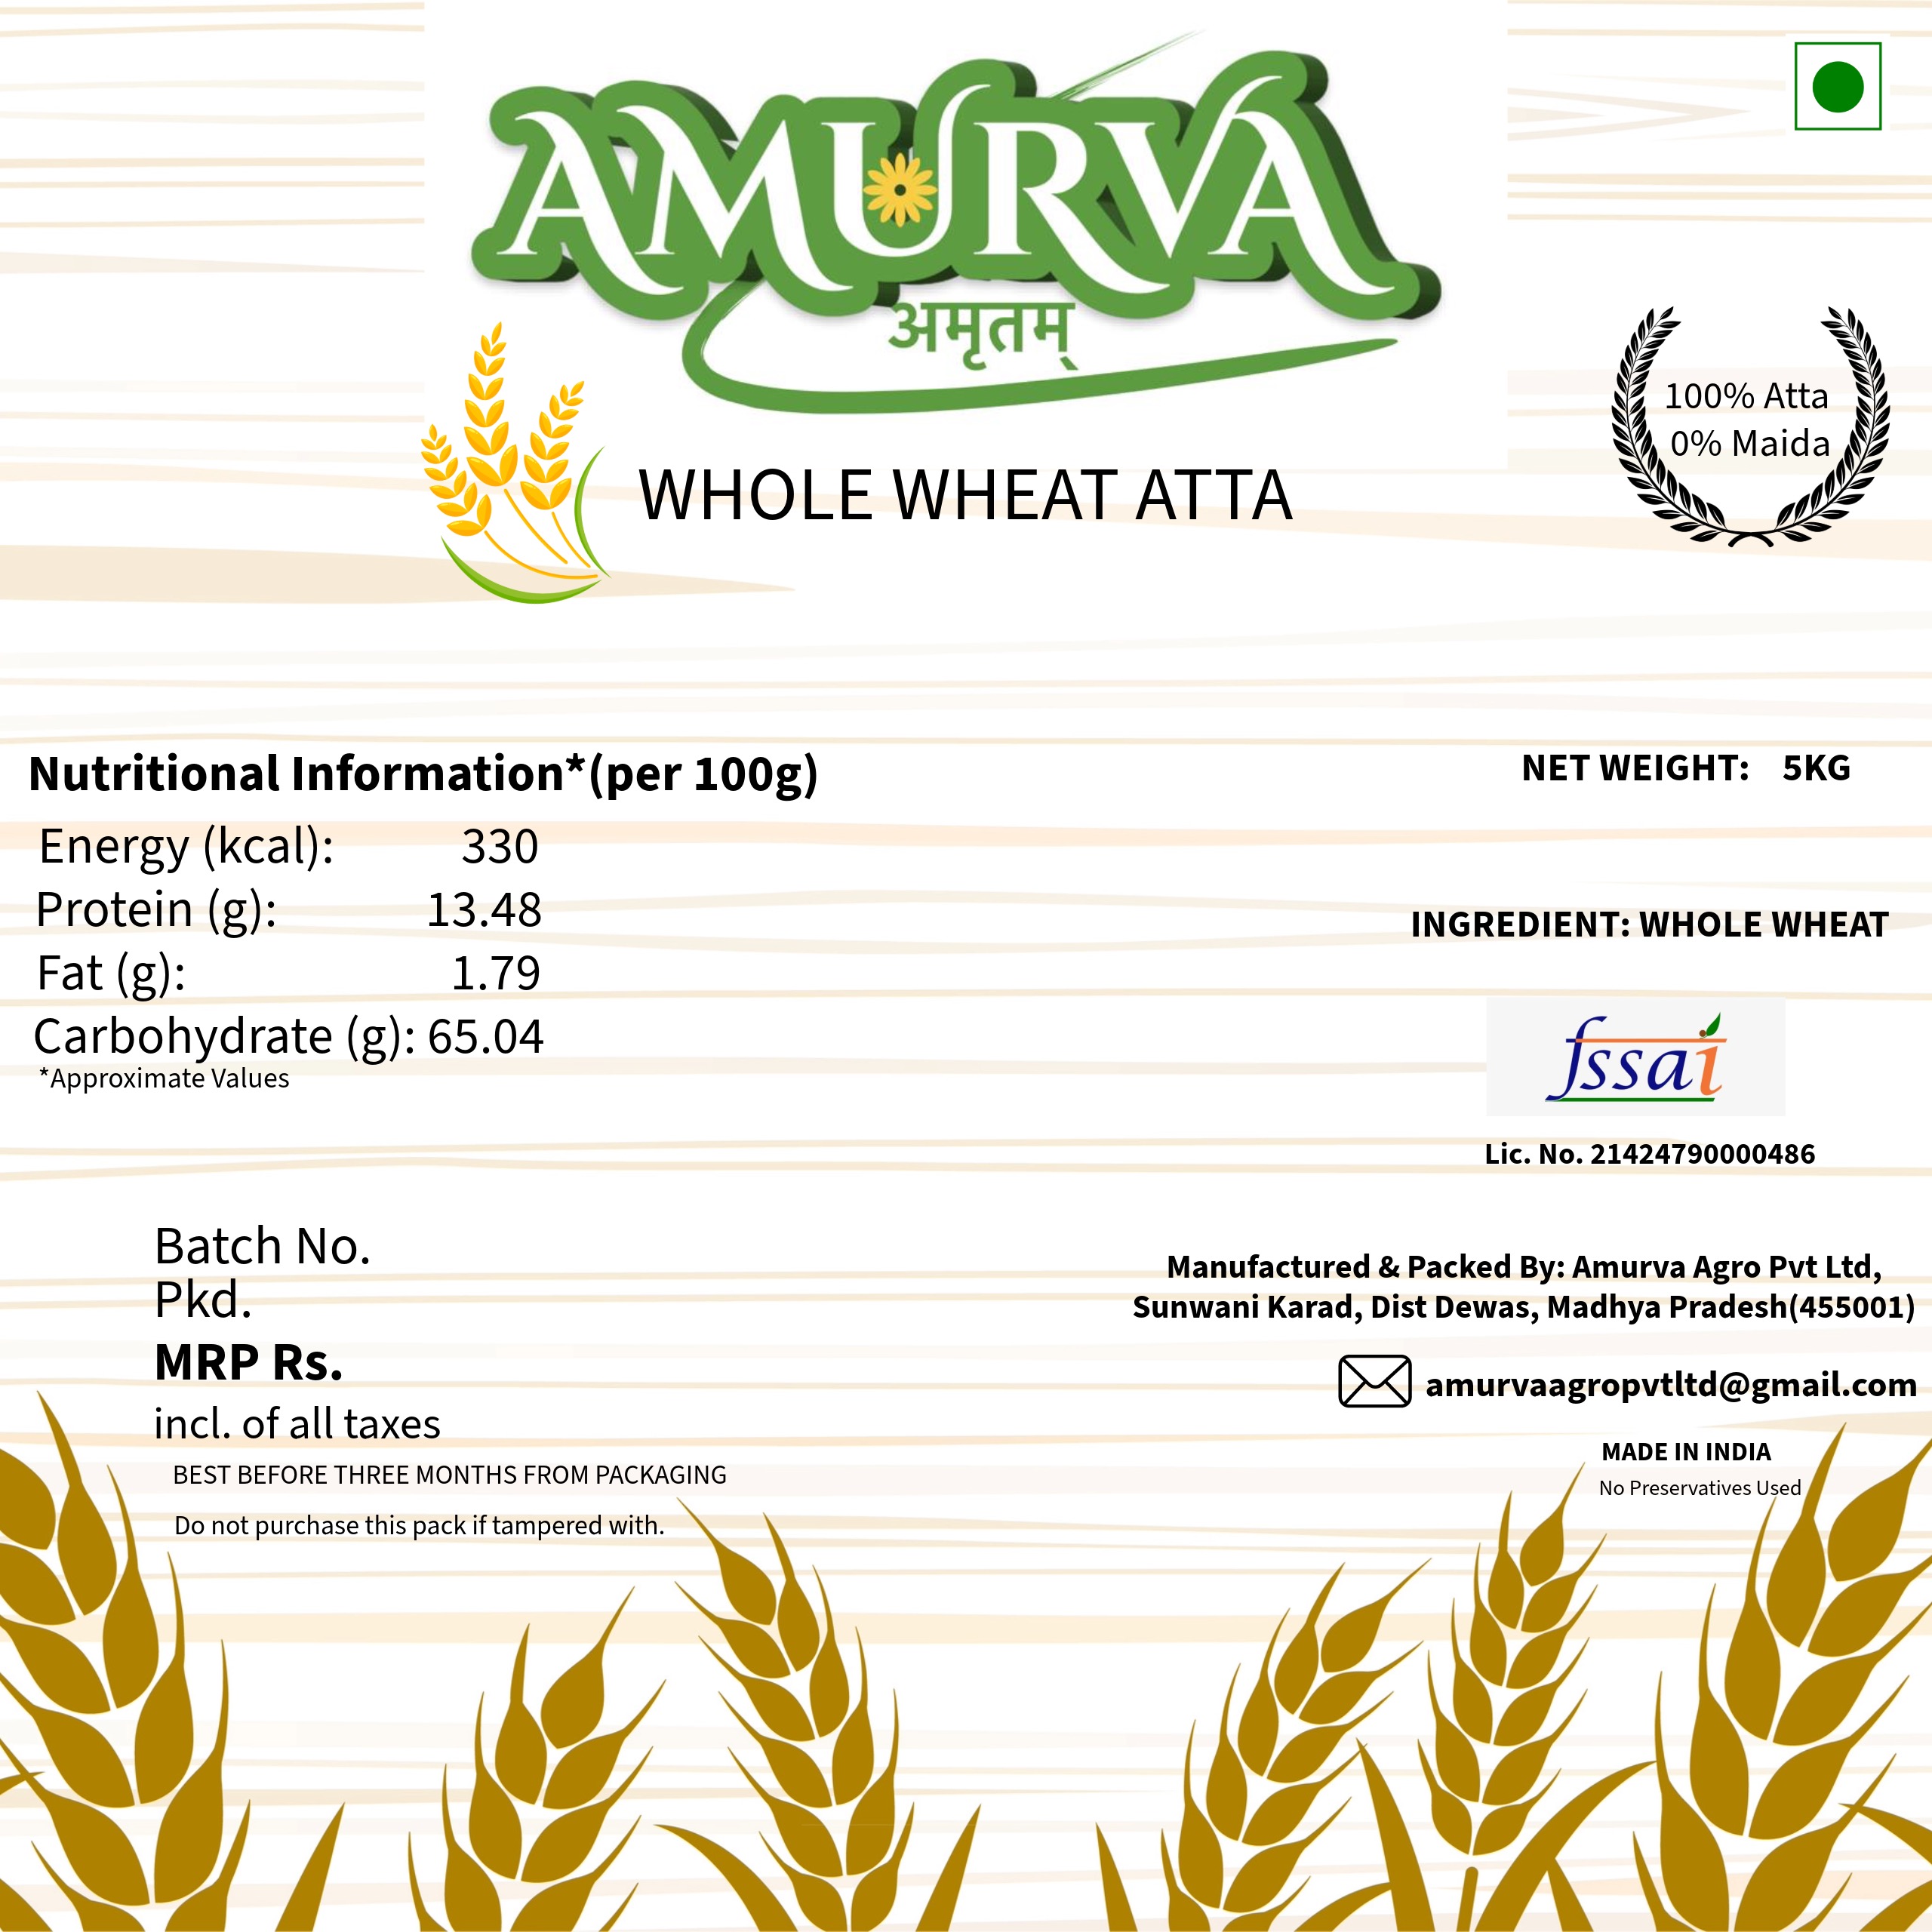 AMURVA
अमृतम्
100% Atta
0% Maida
WHOLE WHEAT ATTA
Nutritional Information*(per 100g)
Energy (kcal): 330
Protein (g): 13.48
Fat (g): 1.79
Carbohydrate (g): 65.04
*Approximate Values
NET WEIGHT: 5KG
INGREDIENT: WHOLE WHEAT
fssai
Lic. No. 21424790000486
Batch No.
Pkd.
MRP Rs.
incl. of all taxes
BEST BEFORE THREE MONTHS FROM PACKAGING
Do not purchase this pack if tampered with.
Manufactured & Packed By: Amurva Agro Pvt Ltd,
Sunwani Karad, Dist Dewas, Madhya Pradesh(455001)
amurvaagropvtltd@gmail.com
MADE IN INDIA
No Preservatives Used